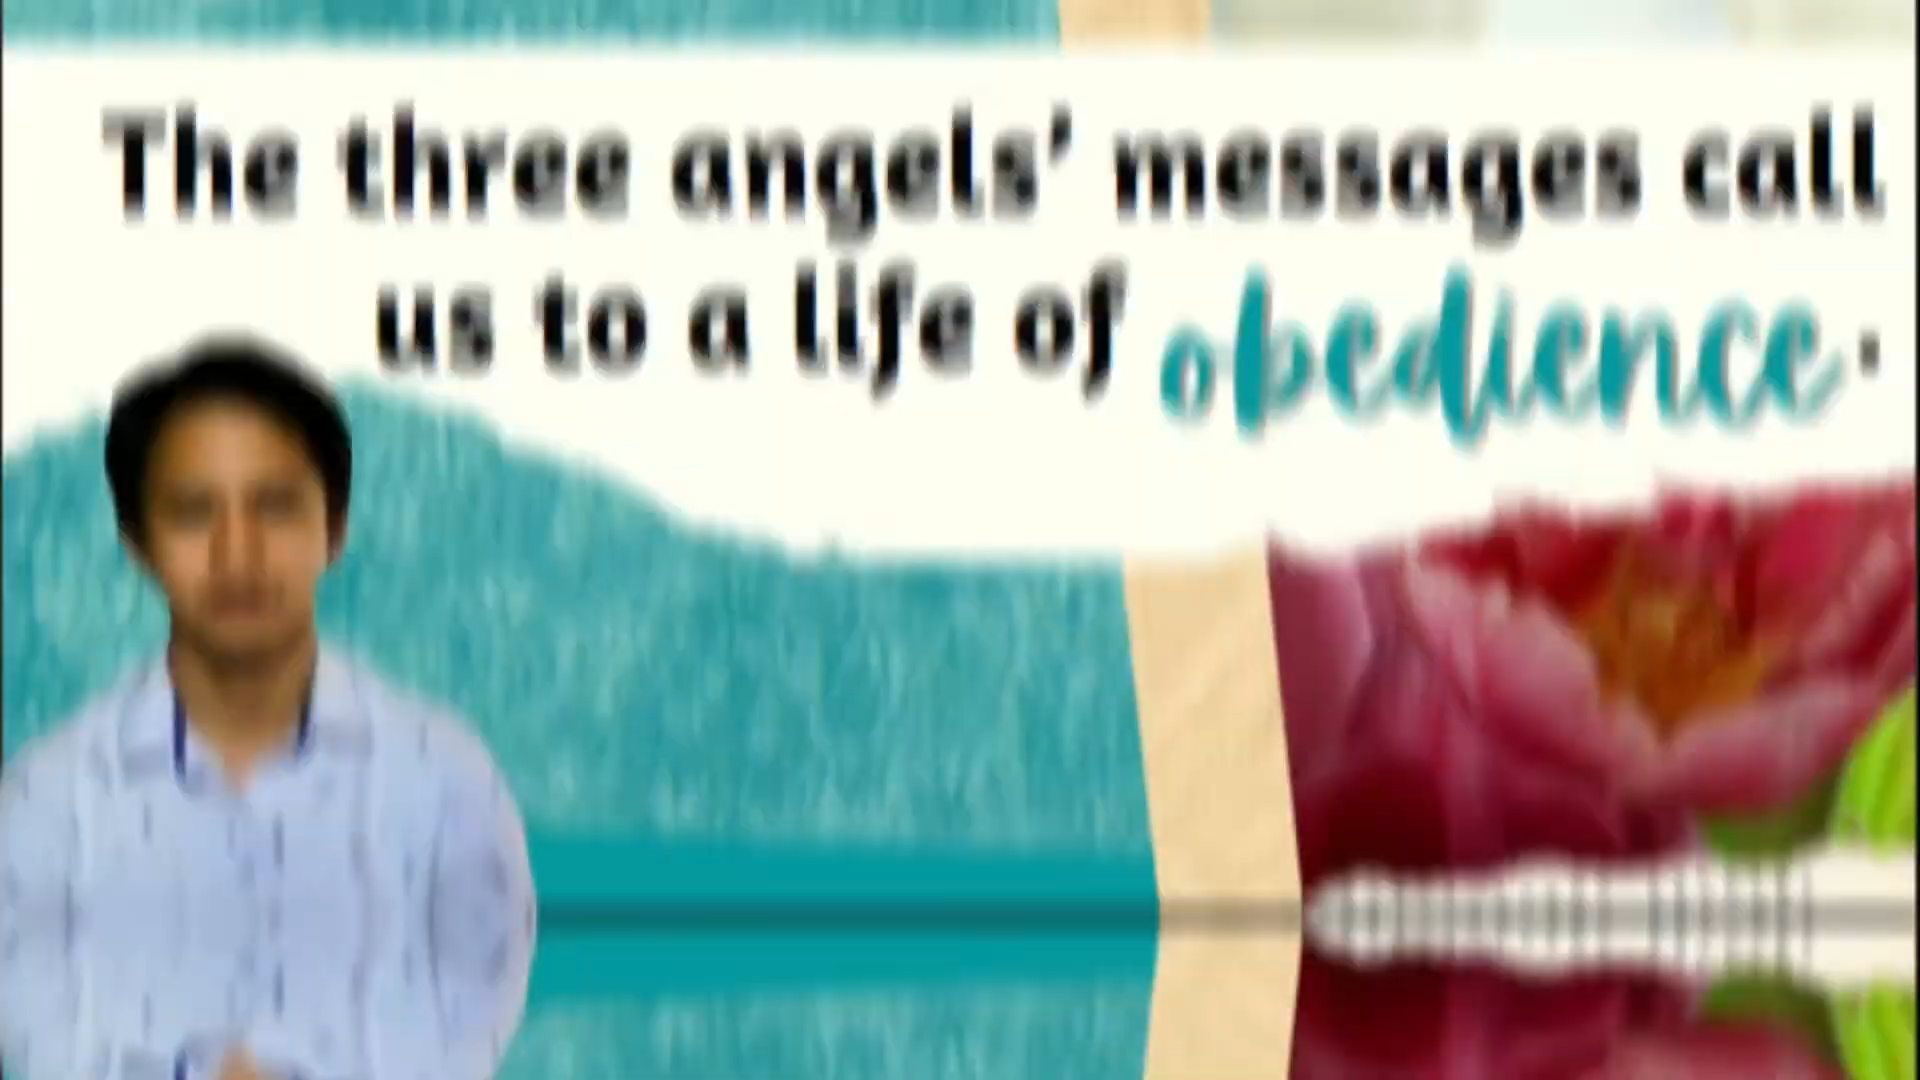 The three angels’ messages call
us to a life of obedience.